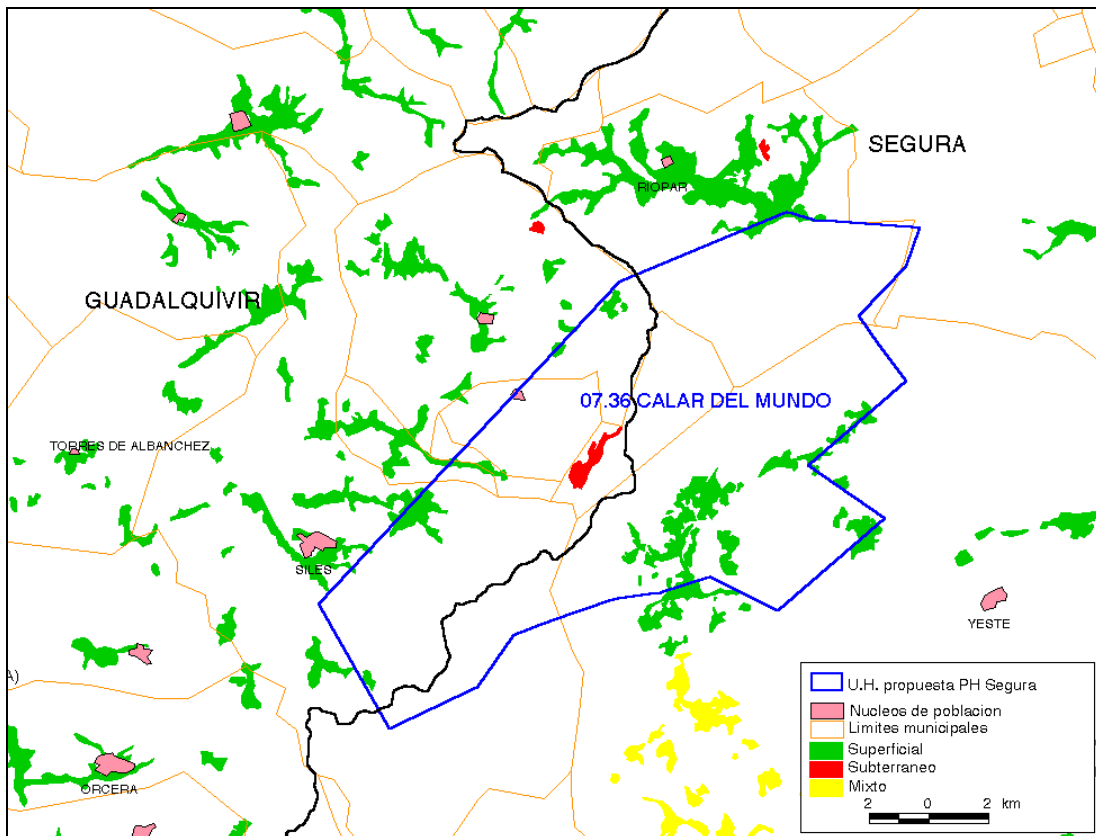 SEGURA
RIOPAR
GUADALQUIVIR
07.36 CALAR DEL MUNDO
TORRES DE ALBANCHEZ
SILES
YESTE
A)
ORCERA
U.H. propuesta PH Segura
Nucleos de poblacion
Limites municipales
Superficial
Subterraneo
Mixto
2 0 2 km